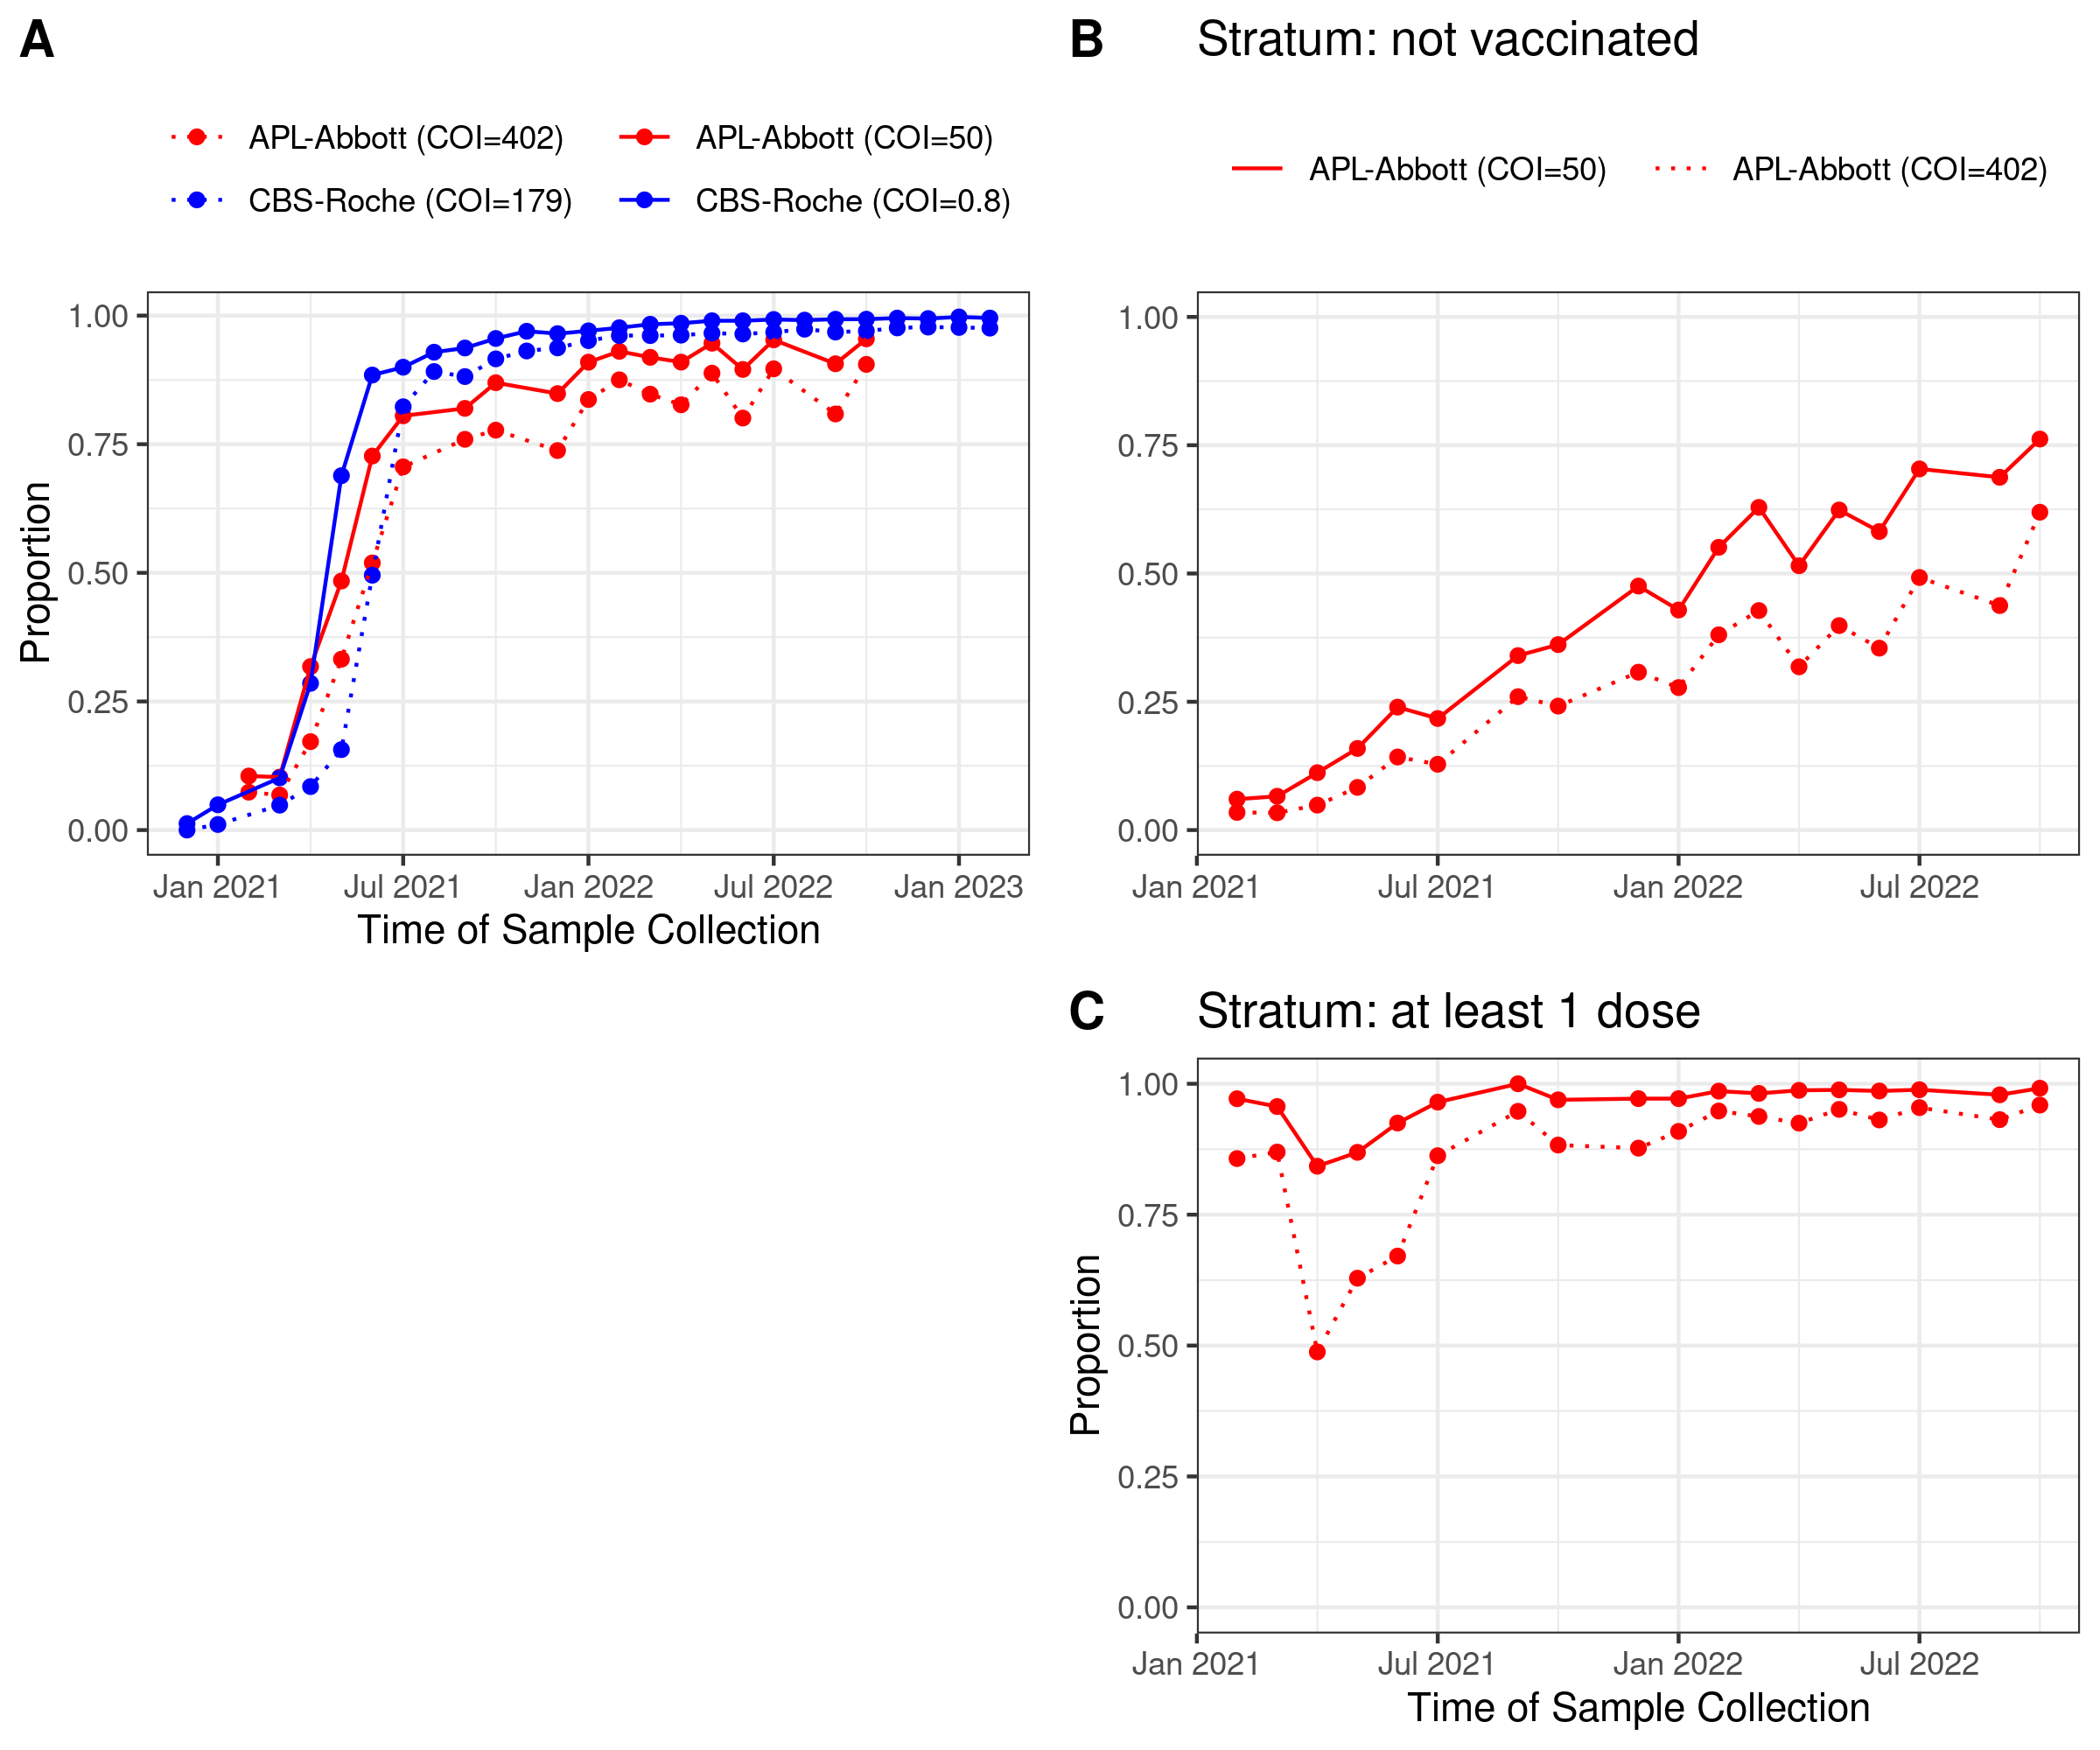 A
APL-Abbott (COI=402)
APL-Abbott (COI=50)
CBS-Roche (COI=179)
CBS-Roche (COI=0.8)
1.00
0.75
0.50
0.25
0.00
Proportion
Jan 2021
Jul 2021
Jan 2022
Jul 2022
Jan 2023
Time of Sample Collection
B
Stratum: not vaccinated
APL-Abbott (COI=50)
APL-Abbott (COI=402)
1.00
0.75
0.50
0.25
0.00
Jan 2021
Jul 2021
Jan 2022
Jul 2022
C
Stratum: at least 1 dose
1.00
0.75
0.50
0.25
0.00
Proportion
Jan 2021
Jul 2021
Jan 2022
Jul 2022
Time of Sample Collection